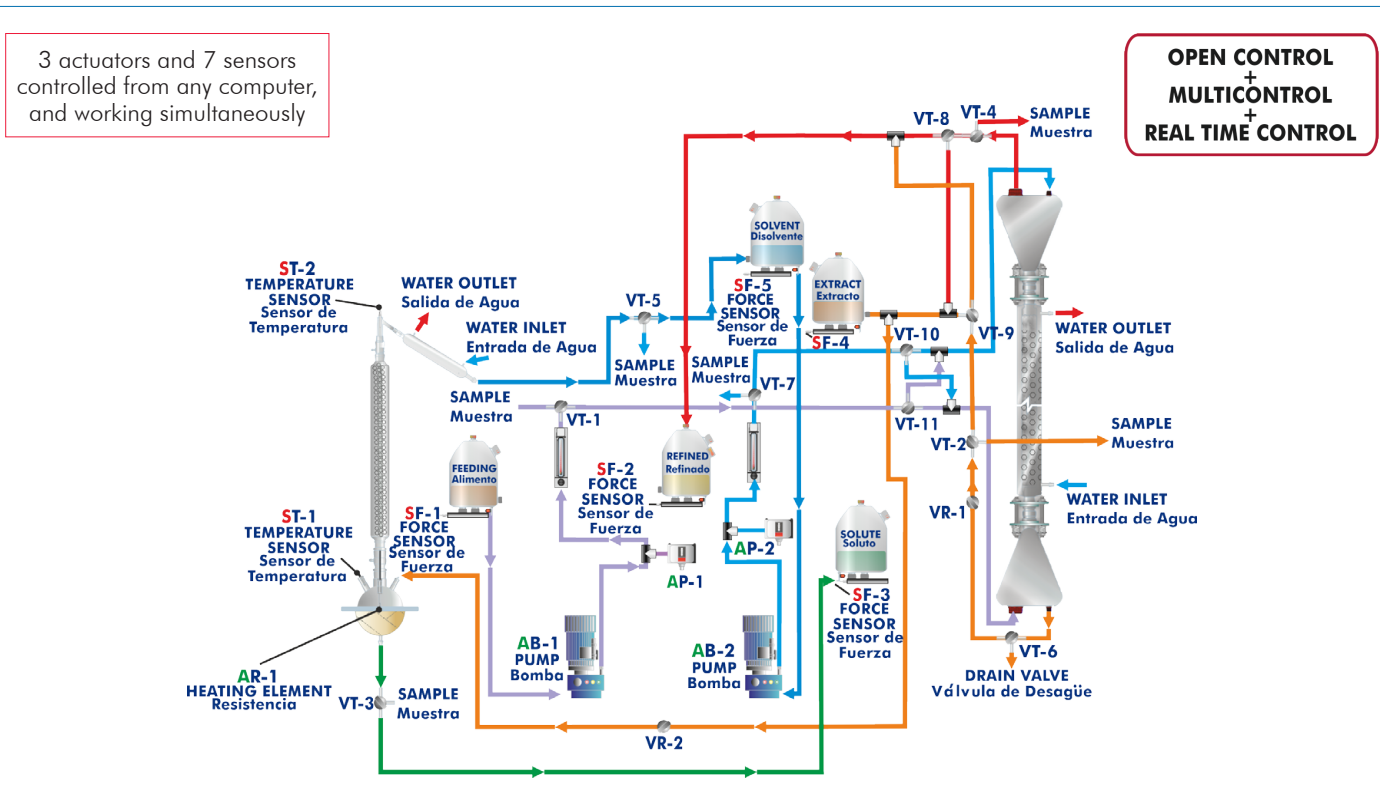 3 actuators and 7 sensors
controlled from any computer,
and working simultaneously
OPEN CONTROL
+
MULTICONTROL
+
REAL TIME CONTROL
VT-8
VT-4
SAMPLE
Muestra
SOLVENT
Disolvente
ST-2
TEMPERATURE
SENSOR
Sensor de
Temperatura
WATER OUTLET
Salida de Agua
WATER INLET
Entrada de Agua
VT-5
SAMPLE
Muestra
SF-5
FORCE
SENSOR
Sensor de
Fuerza
EXTRACT
Extracto
SF-4
VT-10
VT-9
WATER OUTLET
Salida de Agua
SAMPLE
Muestra
VT-7
SAMPLE
Muestra
VT-1
VT-11
VT-2
SAMPLE
Muestra
FEEDING
Alimento
REFINED
Refinado
SF-2
FORCE
SENSOR
Sensor de
Fuerza
WATER INLET
Entrada de Agua
VR-1
ST-1
TEMPERATURE
SENSOR
Sensor de
Temperatura
SF-1
FORCE
SENSOR
Sensor de
Fuerza
AP-1
AP-2
SOLUTE
Soluto
SF-3
FORCE
SENSOR
Sensor de
Fuerza
AB-1
PUMP
Bomba
AB-2
PUMP
Bomba
VT-6
DRAIN VALVE
Válvula de Desagüe
AR-1
HEATING ELEMENT
Resistencia
VT-3
SAMPLE
Muestra
VR-2